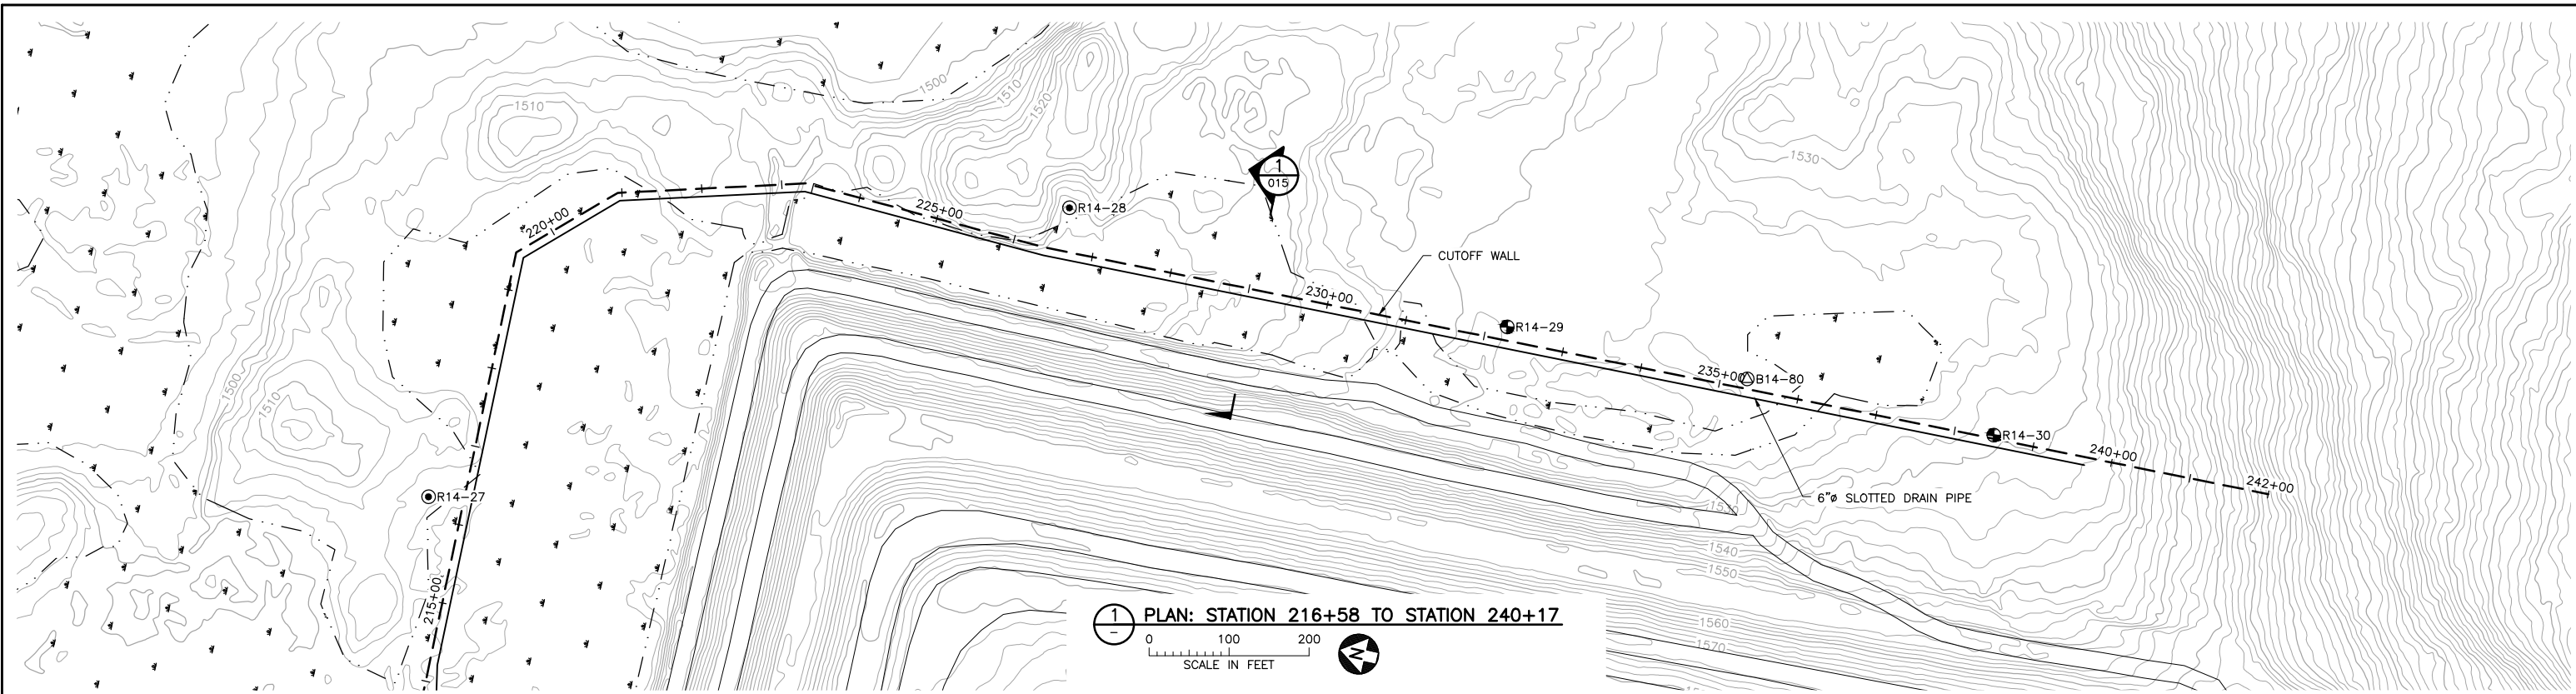 1500
1510
1510
1520
1530
1
015
220+00
225+00
R14-28
CUTOFF WALL
230+00
R14-29
1500
1510
235+00
B14-80
R14-30
240+00
242+00
R14-27
6"ø SLOTTED DRAIN PIPE
1540
1550
215+00
1
–
PLAN: STATION 216+58 TO STATION 240+17
0 100 200
SCALE IN FEET
N
1560
1570